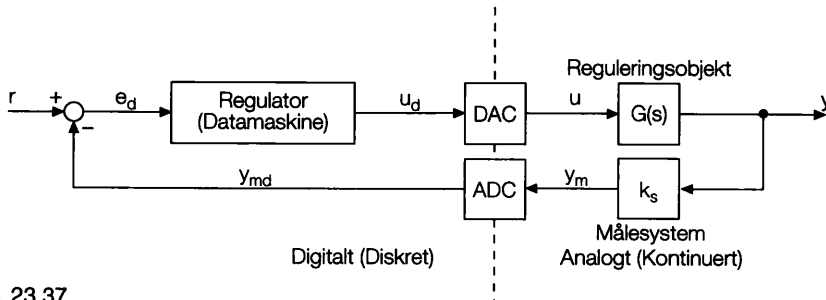 Reguleringsobjekt
r
+
−
e_d
Regulator
(Datamaskine)
u_d
DAC
u
G(s)
y
y_md
ADC
y_m
k_s
Målesystem
Digitalt (Diskret)
Analogt (Kontinuert)
23.37